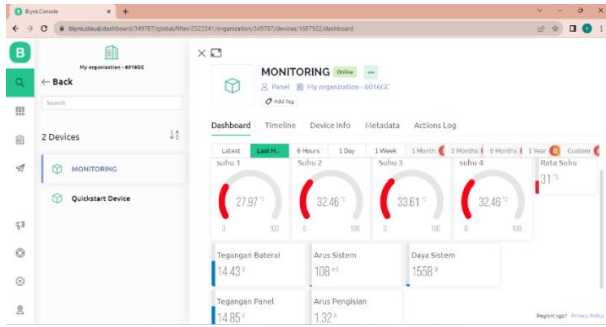 Blynk.Console
blynk.cloud/dashboard/349787/global/filter/2523341/organization/349787/devices/1687922/dashboard
B
My organization - 6016GC
← Back
Search
2 Devices
MONITORING
Quickstart Device
MONITORING Online
Panel My organization - 6016GC
Add Tag
Dashboard Timeline Device Info Metadata Actions Log
Latest Last H... 6 Hours 1 Day 1 Week 1 Month 3 Months 6 Months 1 Year Custom
suhu 1 Suhu 2 Suhu 3 suhu 4 Rata Suhu
27.97 °C 32.46 °C 33.61 °C 32.46 °C 31 °C
0 100 0 100 0 100 0 100
Tegangan Baterai Arus Sistem Daya Sistem
14.43 V 108 mA 1558 W
Tegangan Panel Arus Pengisian
14.85 V 1.32 A
Region: sgp1 Privacy Policy